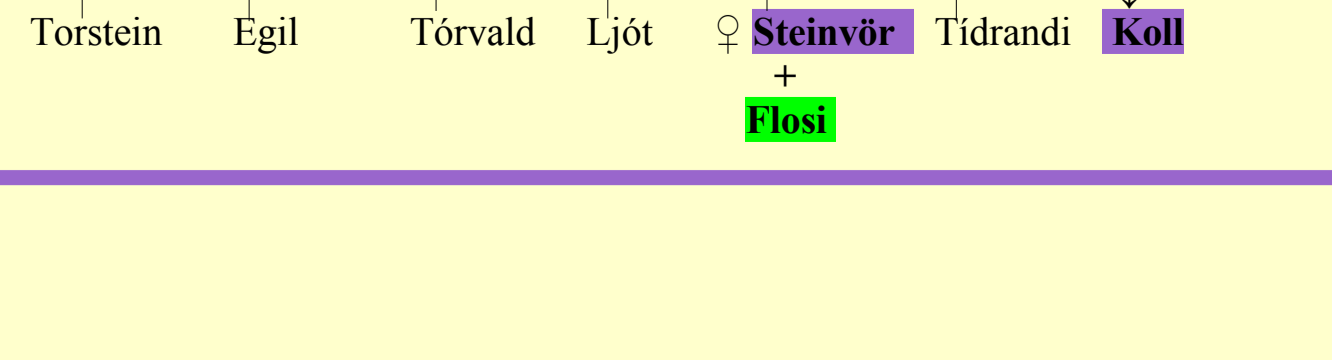 Torstein Egil Tórvald Ljót ♀ Steinvör Tídrandi Koll
+
Flosi